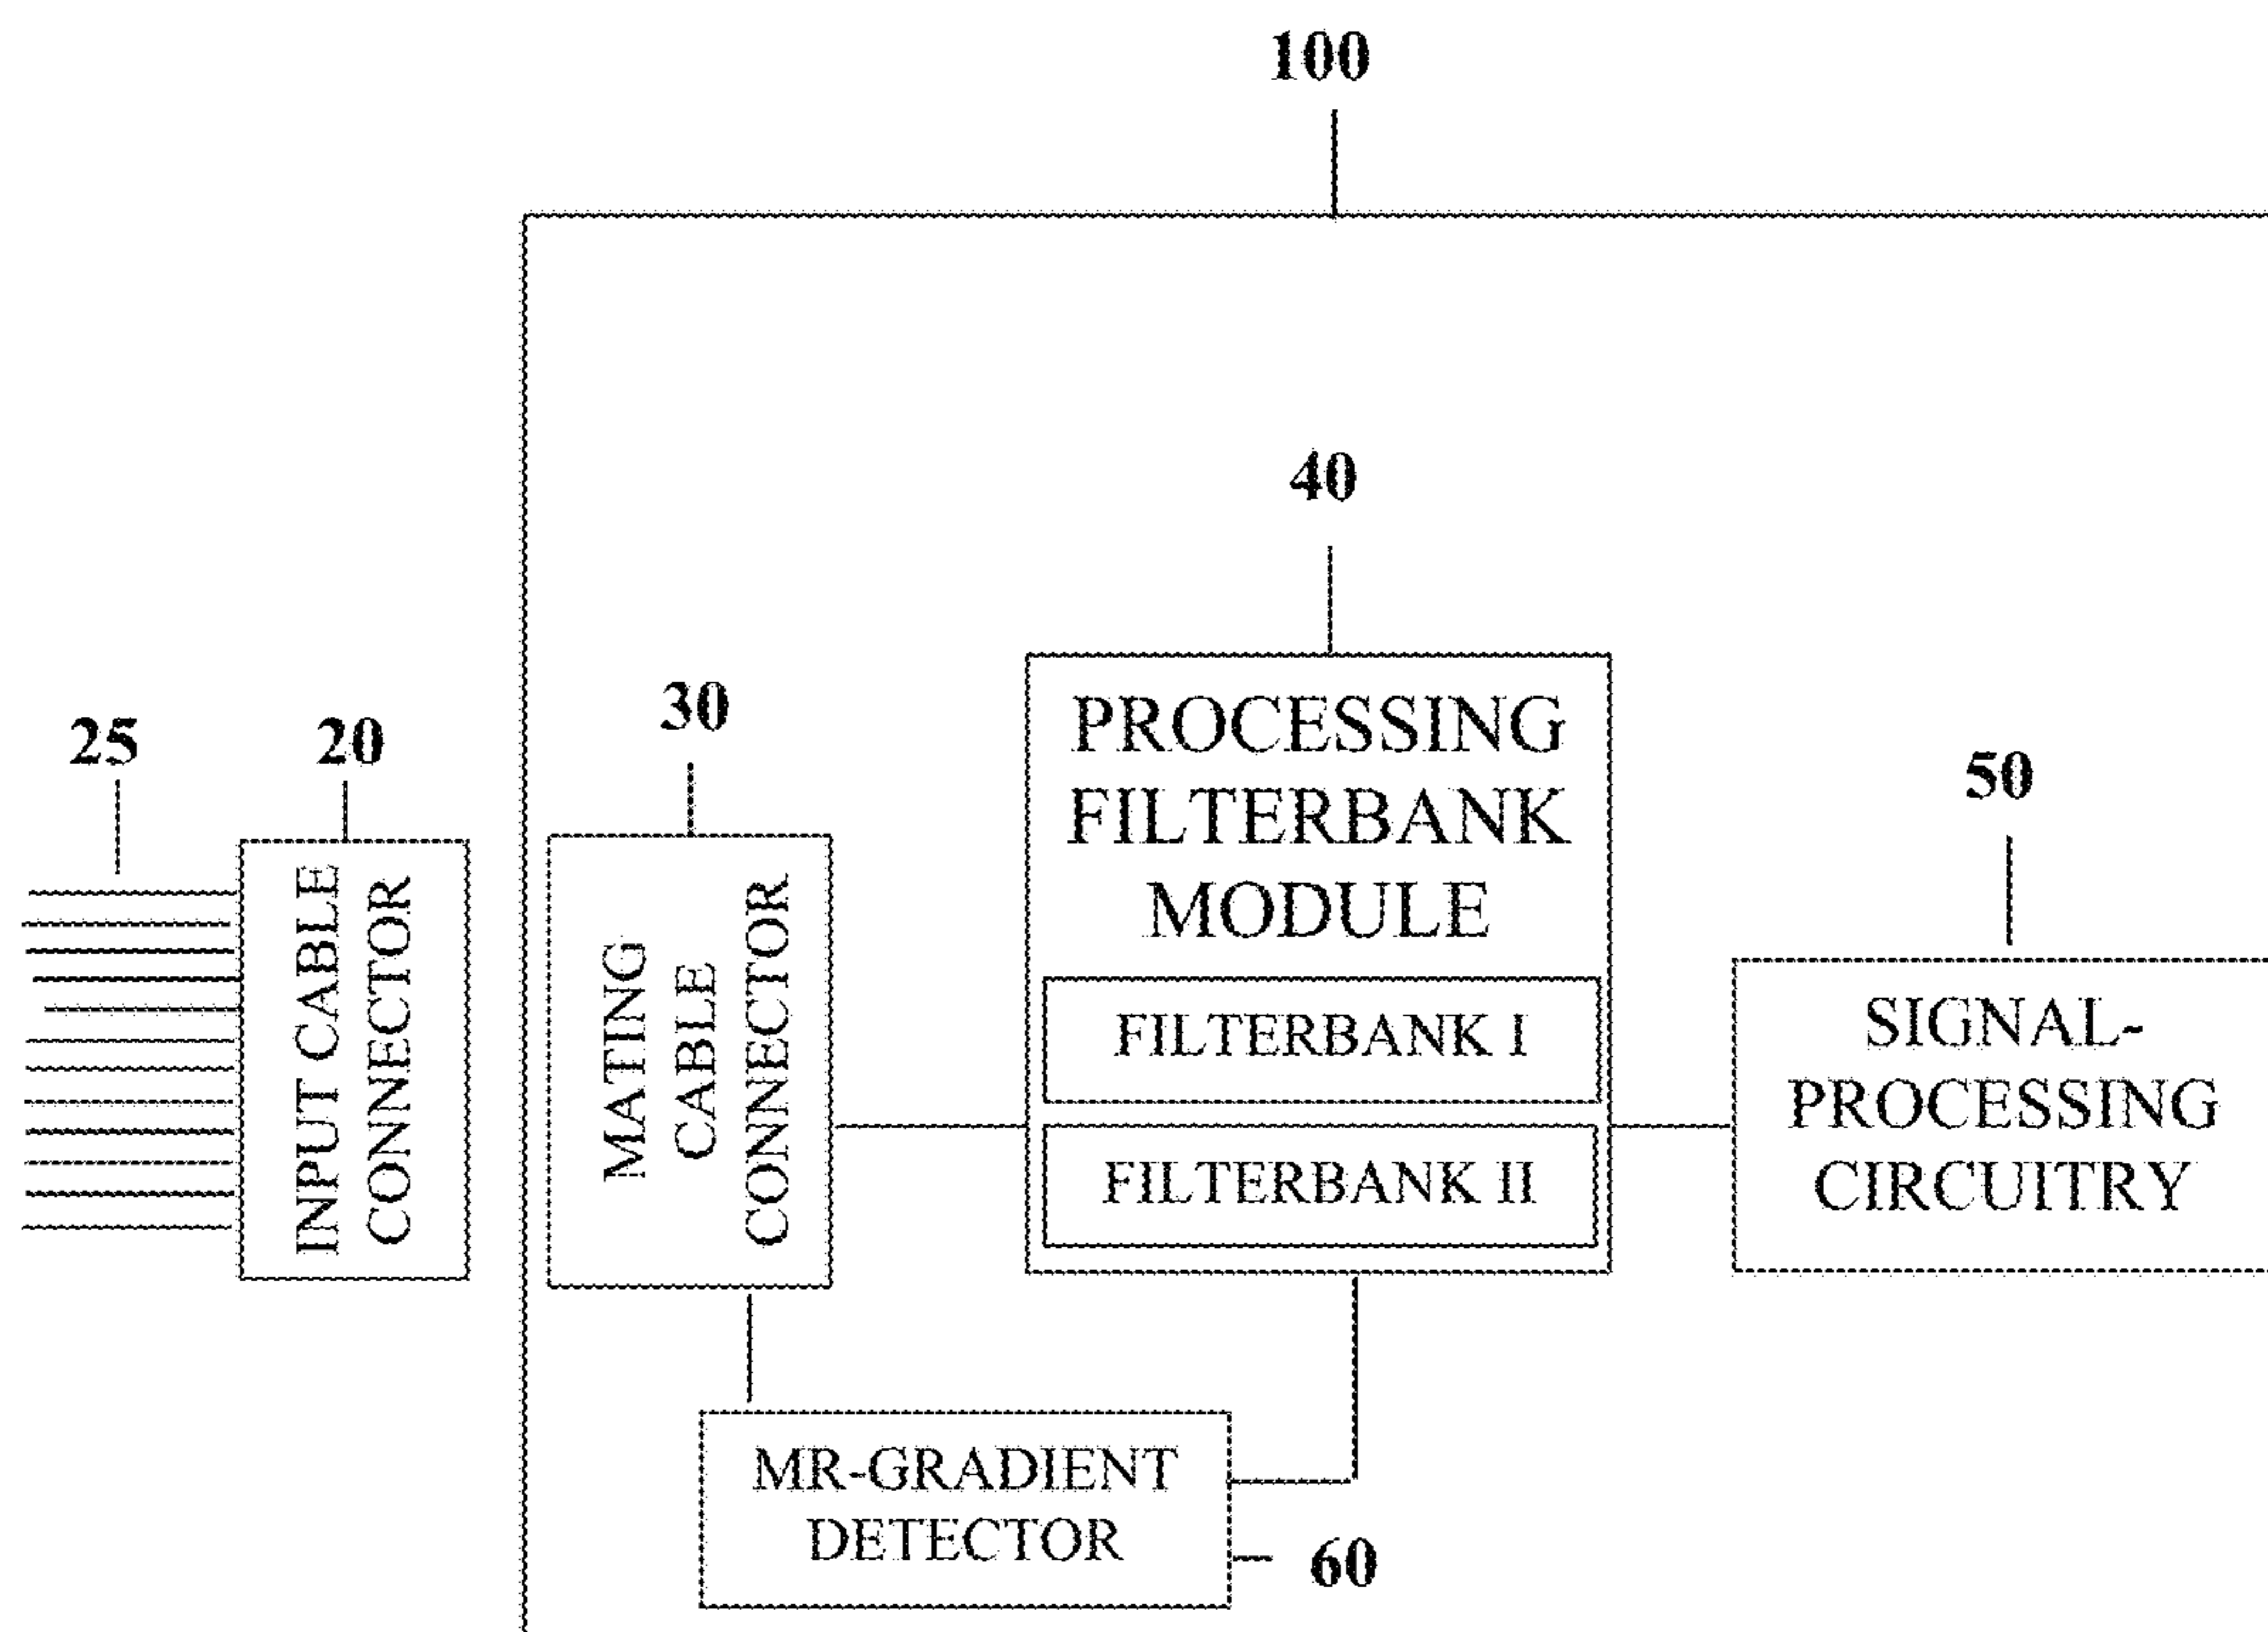 100
40
30
25
20
50
PROCESSING
FILTERBANK
MODULE
FILTERBANK I
FILTERBANK II
INPUT CABLE
CONNECTOR
MATING
CABLE
CONNECTOR
SIGNAL-
PROCESSING
CIRCUITRY
MR-GRADIENT
DETECTOR
60